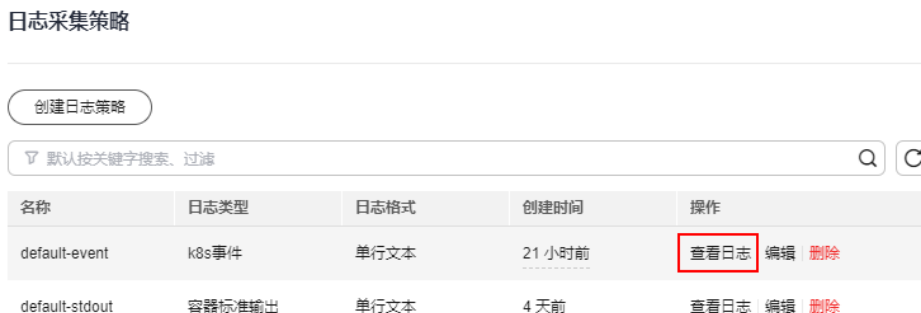 日志采集策略
创建日志策略
默认按关键字搜索、过滤
名称 日志类型 日志格式 创建时间 操作
default-event k8s事件 单行文本 21 小时前 查看日志 编辑 删除
default-stdout 容器标准输出 单行文本 4 天前 查看日志 编辑 删除